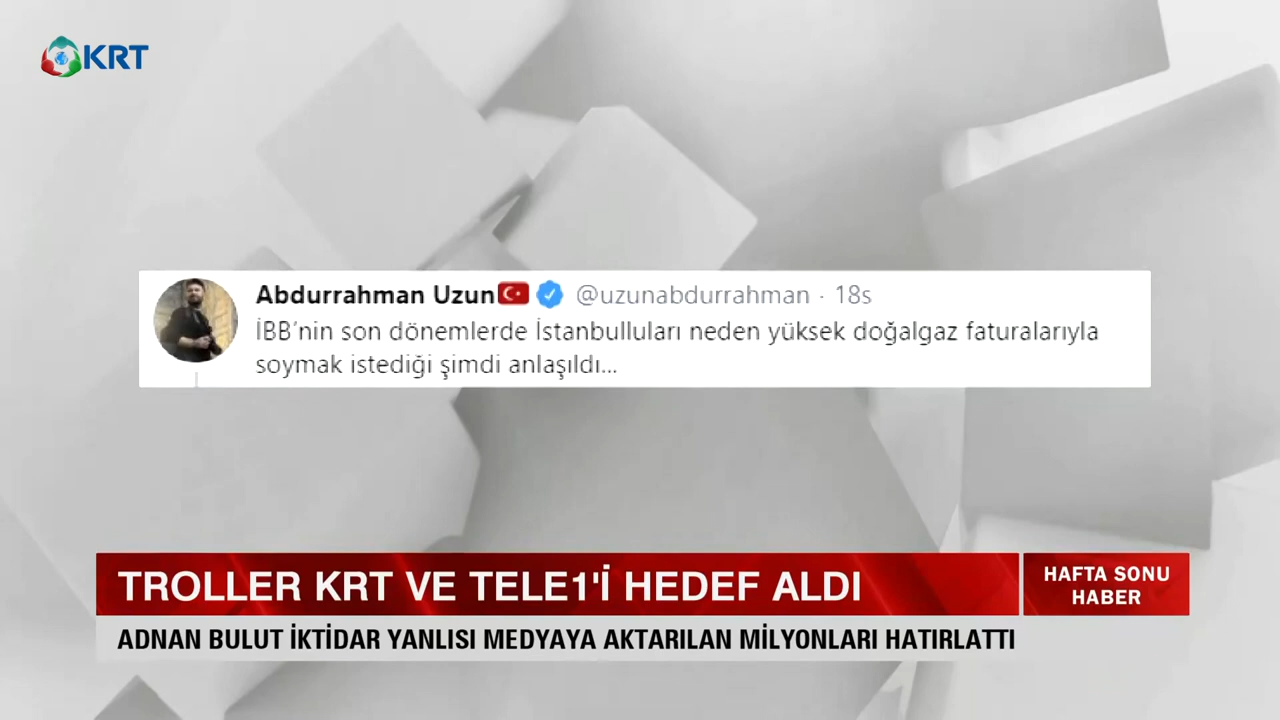 KRT
Abdurrahman Uzun @uzunabdurrahman · 18s
İBB'nin son dönemlerde İstanbulluları neden yüksek doğalgaz faturalarıyla
soymak istediği şimdi anlaşıldı...
TROLLER KRT VE TELE1'İ HEDEF ALDI
HAFTA SONU
HABER
ADNAN BULUT İKTİDAR YANLISI MEDYAYA AKTARILAN MİLYONLARI HATIRLATTI